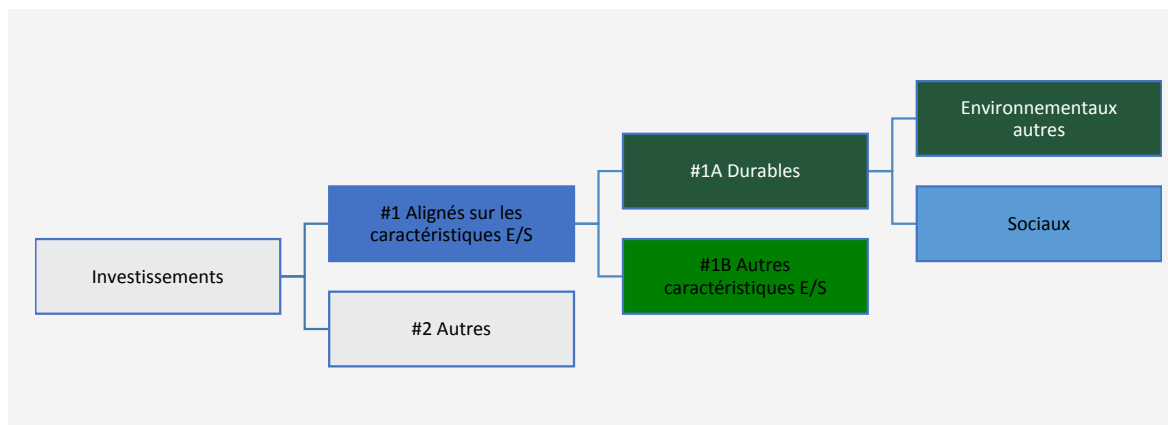 Investissements
#1 Alignés sur les
caractéristiques E/S
#2 Autres
#1A Durables
#1B Autres
caractéristiques E/S
Environnementaux
autres
Sociaux